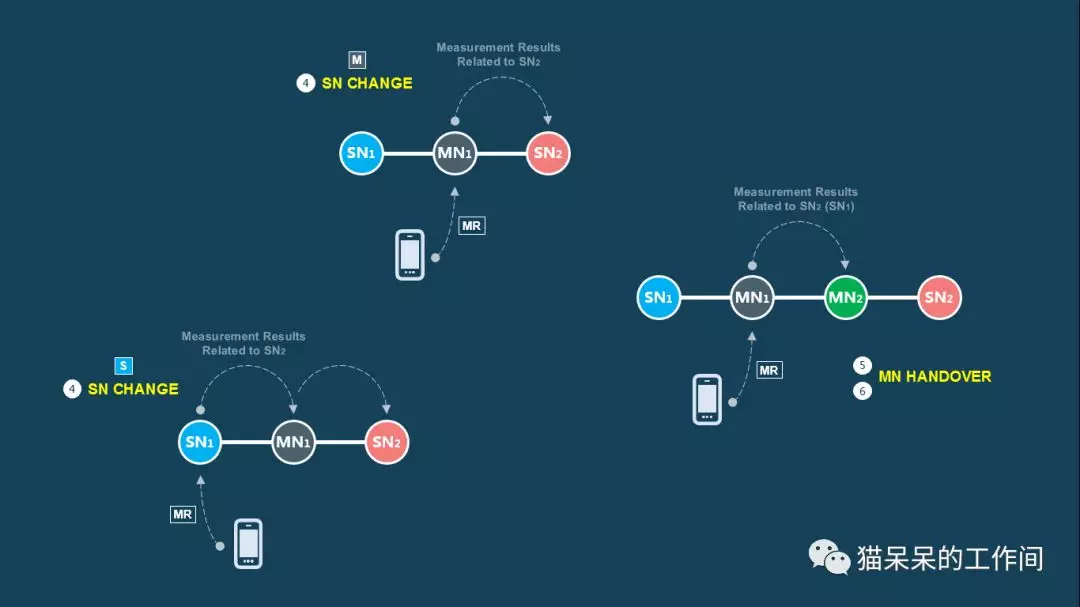 M
4 SN CHANGE
Measurement Results
Related to SN2
SN1 MN1 SN2
MR
Measurement Results
Related to SN2 (SN1)
SN1 MN1 MN2 SN2
MR
5
6
MN HANDOVER
Measurement Results
Related to SN2
S
4 SN CHANGE
SN1 MN1 SN2
MR
猫呆呆的工作间